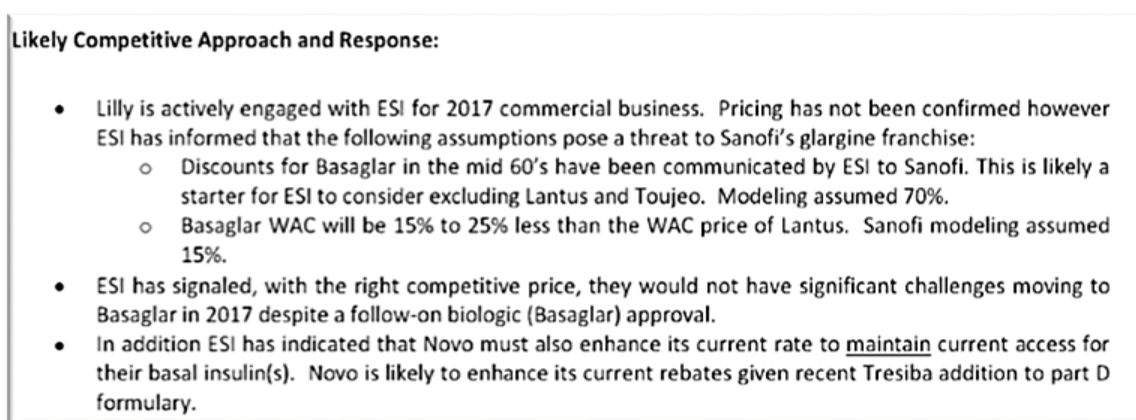 Likely Competitive Approach and Response:
• Lilly is actively engaged with ESI for 2017 commercial business. Pricing has not been confirmed however
ESI has informed that the following assumptions pose a threat to Sanofi's glargine franchise:
o Discounts for Basaglar in the mid 60's have been communicated by ESI to Sanofi. This is likely a
starter for ESI to consider excluding Lantus and Toujeo. Modeling assumed 70%.
o Basaglar WAC will be 15% to 25% less than the WAC price of Lantus. Sanofi modeling assumed
15%.
• ESI has signaled, with the right competitive price, they would not have significant challenges moving to
Basaglar in 2017 despite a follow-on biologic (Basaglar) approval.
• In addition ESI has indicated that Novo must also enhance its current rate to maintain current access for
their basal insulin(s). Novo is likely to enhance its current rebates given recent Tresiba addition to part D
formulary.